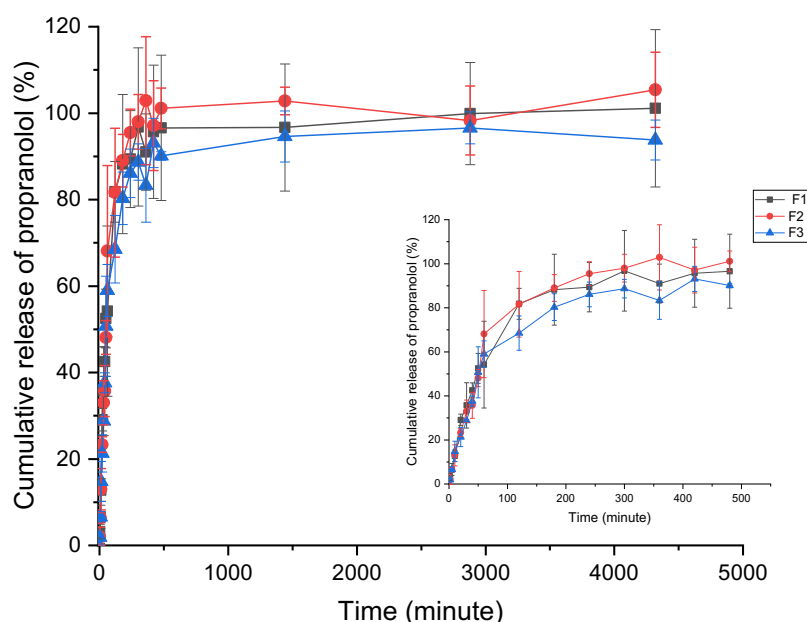 Cumulative release of propranolol (%)
120
100
80
60
40
20
0
0 1000 2000 3000 4000 5000
Time (minute)
F1
F2
F3
Cumulative release of propranolol (%)
120
100
80
60
40
20
0
0 100 200 300 400 500
Time (minute)